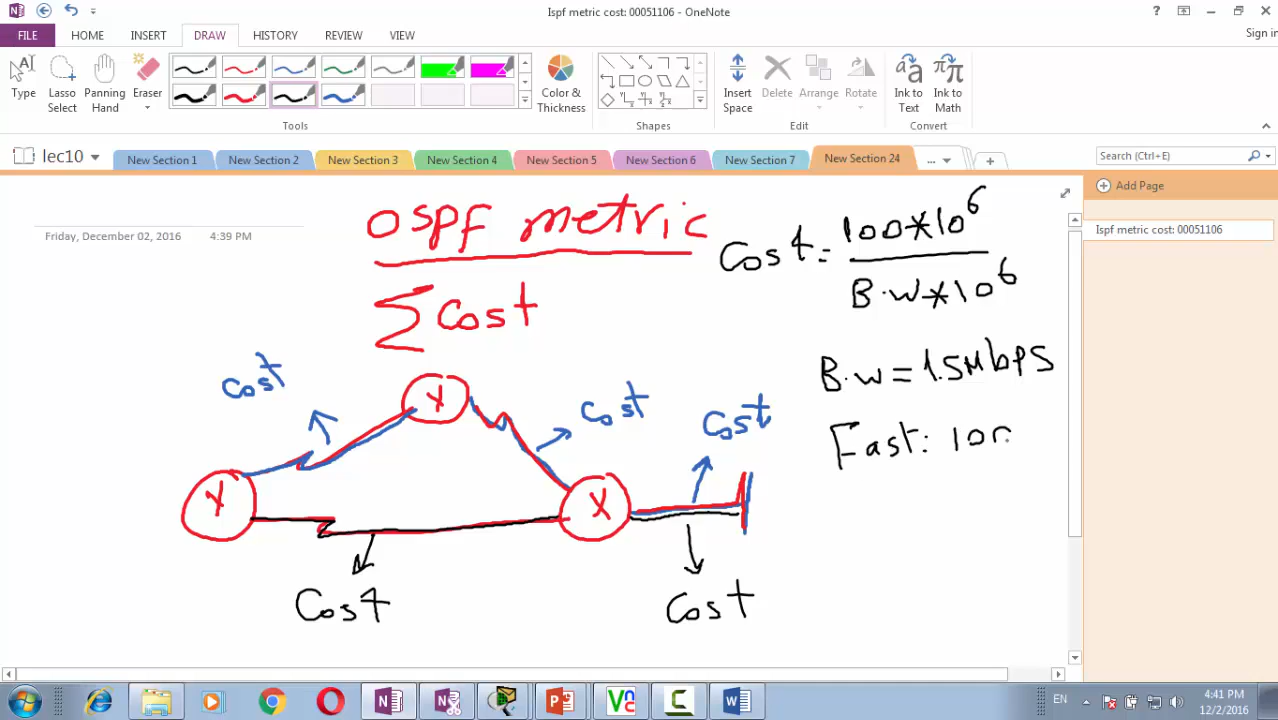 Ispf metric cost: 00051106 - OneNote
Sign in
FILE HOME INSERT DRAW HISTORY REVIEW VIEW
Type
Lasso Select
Panning Hand
Eraser
Color & Thickness
Insert Space
Delete
Arrange
Rotate
Ink to Text
Ink to Math
Tools
Shapes
Edit
Convert
lec10
New Section 1
New Section 2
New Section 3
New Section 4
New Section 5
New Section 6
New Section 7
New Section 24
...
Search (Ctrl+E)
Add Page
Ispf metric cost: 00051106
Friday, December 02, 2016 4:39 PM
OSPF metric
∑ Cost
Cost = 100*10^6
B.W*10^6
B.W = 1.5Mbps
Fast: 10
Cost
Cost
Cost
X
X
X
Cost
Cost
EN
4:41 PM
12/2/2016